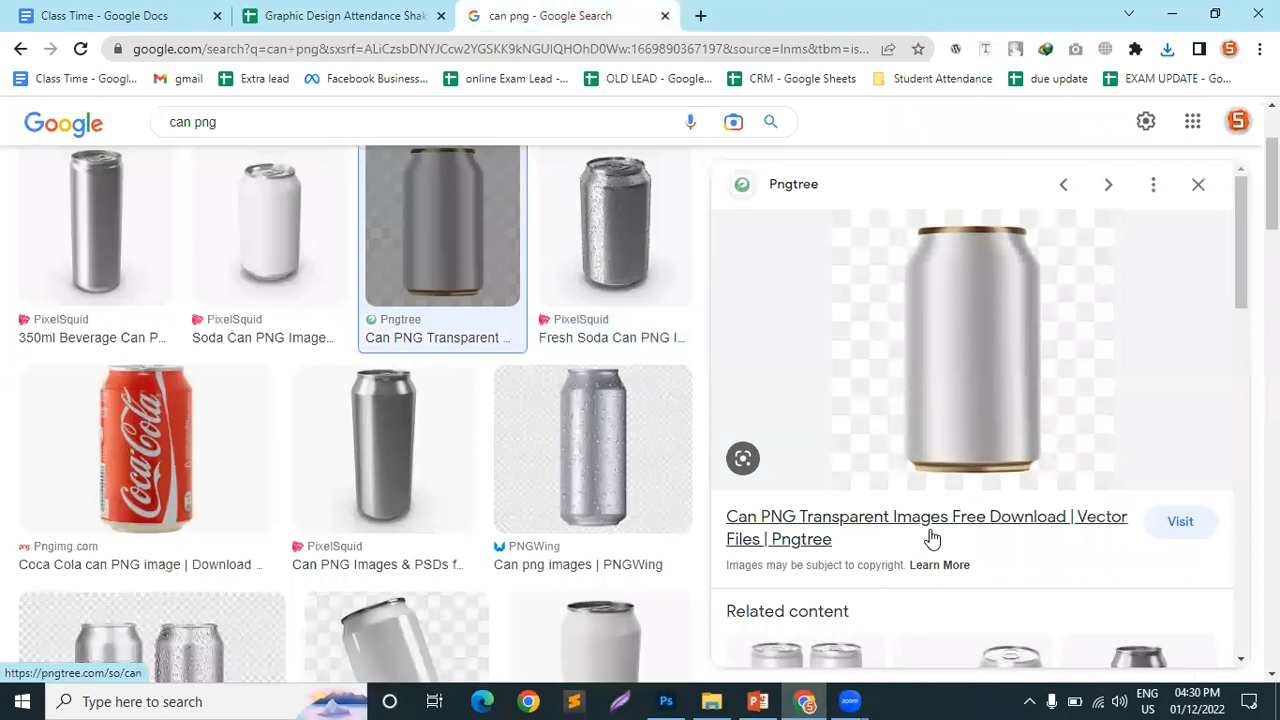 Class Time - Google Docs
Graphic Design Attendance Shak
can png - Google Search
google.com/search?q=can+png&sxsrf=ALiCzsbDNYJCcw2YGSKK9kNGUIQHOhD0Ww:1669890367197&source=lnms&tbm=is...
Class Time - Googl...
gmail
Extra lead
Facebook Business...
online Exam Lead -...
OLD LEAD - Google...
CRM - Google Sheets
Student Attendance
due update
EXAM UPDATE - Go...
Google
can png
Pngtree
PixelSquid
350ml Beverage Can P...
PixelSquid
Soda Can PNG Image...
Pngtree
Can PNG Transparent ...
PixelSquid
Fresh Soda Can PNG I...
Coca-Cola
png Pngimg.com
Coca Cola can PNG image | Download ...
PixelSquid
Can PNG Images & PSDs f...
PNGWing
Can png images | PNGWing
Can PNG Transparent Images Free Download | Vector
Files | Pngtree
Visit
Images may be subject to copyright. Learn More
Related content
https://pngtree.com/so/can
Type here to search
Ps
zoom
ENG
US
04:30 PM
01/12/2022